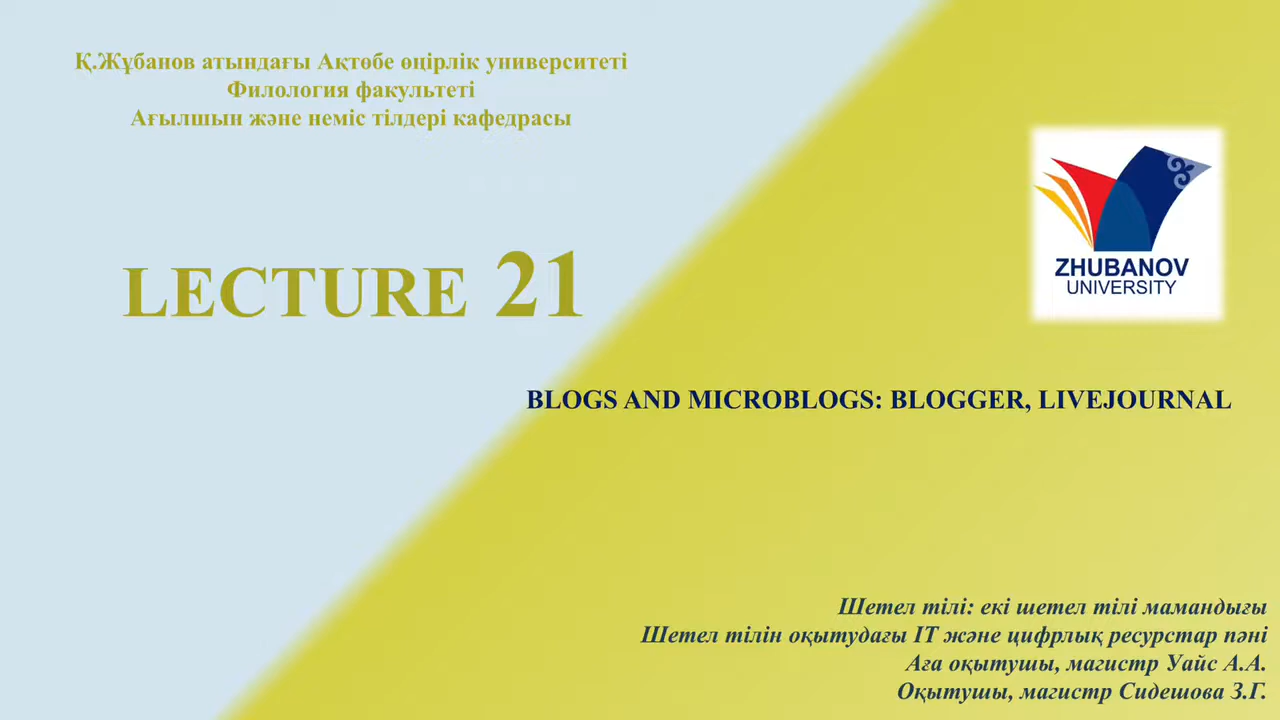 Қ.Жұбанов атындағы Ақтөбе өңірлік университеті
Филология факультеті
Ағылшын және неміс тілдері кафедрасы
LECTURE 21
ZHUBANOV
UNIVERSITY
BLOGS AND MICROBLOGS: BLOGGER, LIVEJOURNAL
Шетел тілі: екі шетел тілі мамандығы
Шетел тілін оқытудағы IT және цифрлық ресурстар пәні
Аға оқытушы, магистр Уайс А.А.
Оқытушы, магистр Сидешова З.Г.